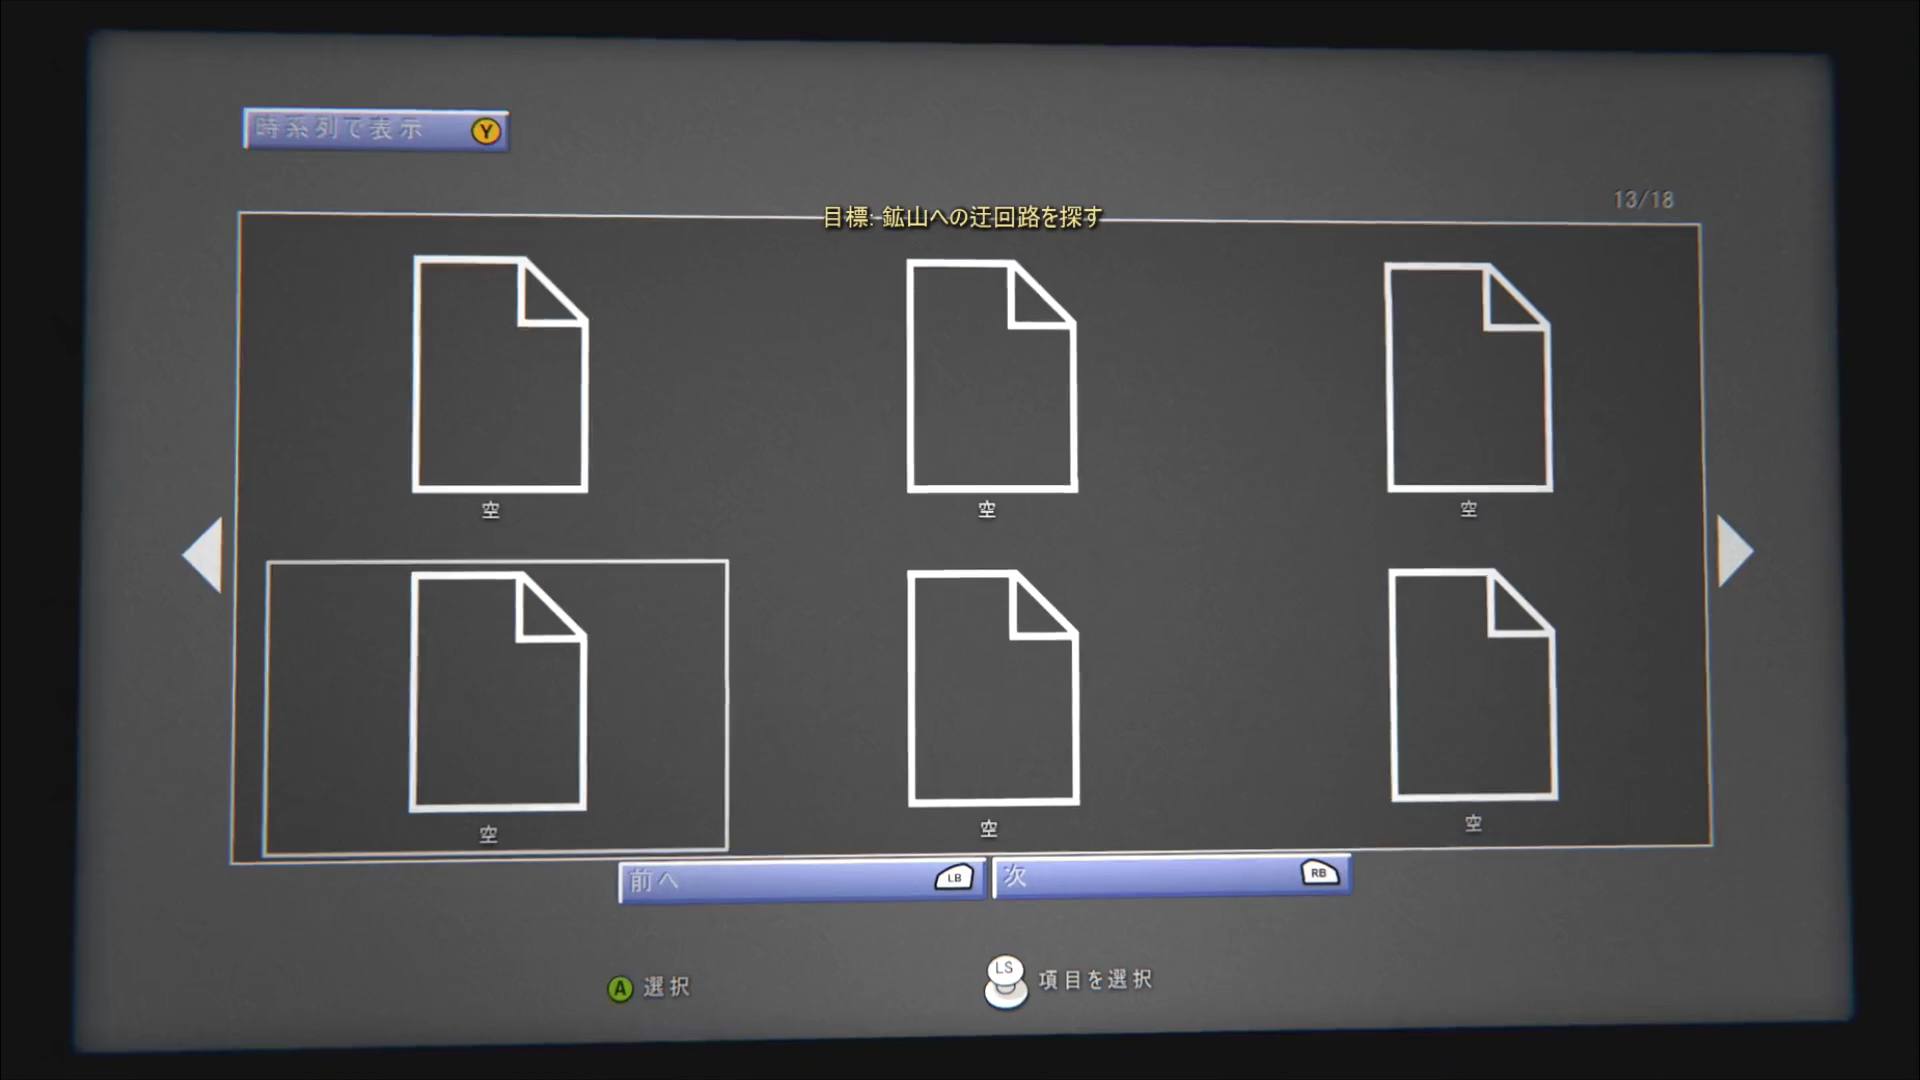 時系列で表示 Y
13/18
目標: 鉱山への迂回路を探す
空 空 空
空 空 空
前へ LB 次 RB
A 選択 LS 項目を選択